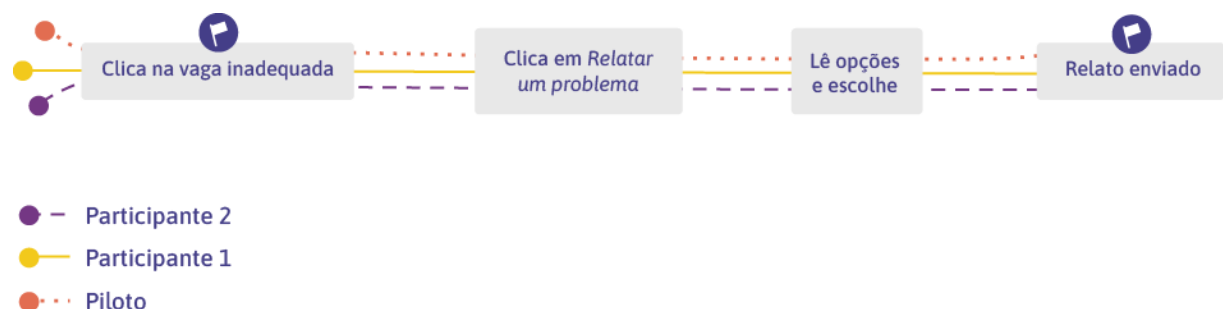 Clica na vaga inadequada
Clica em Relatar
um problema
Lê opções
e escolhe
Relato enviado
Participante 2
Participante 1
Piloto